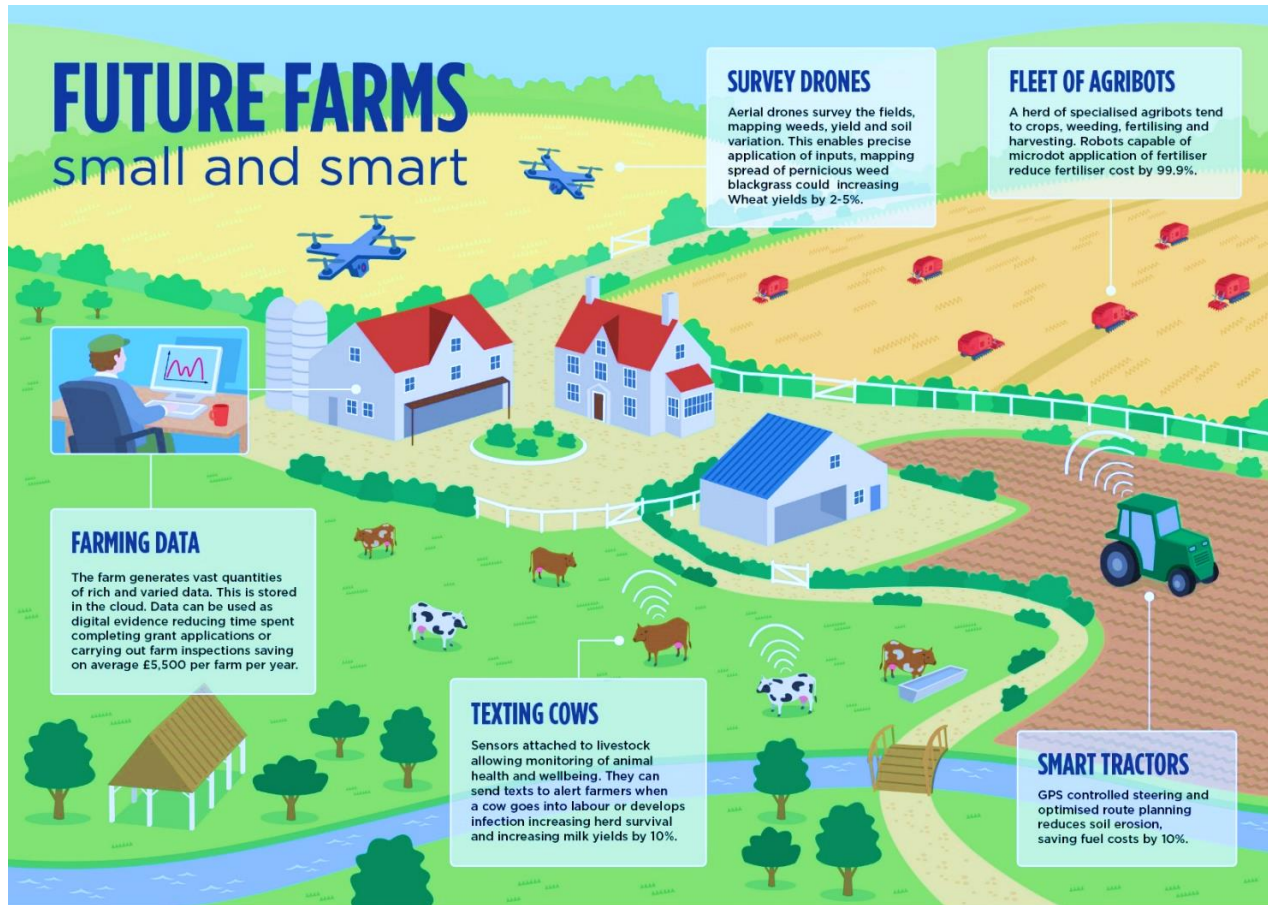 FUTURE FARMS
small and smart
SURVEY DRONES
Aerial drones survey the fields,
mapping weeds, yield and soil
variation. This enables precise
application of inputs, mapping
spread of pernicious weed
blackgrass could increasing
Wheat yields by 2-5%.
FLEET OF AGRIBOTS
A herd of specialised agribots tend
to crops, weeding, fertilising and
harvesting. Robots capable of
microdot application of fertiliser
reduce fertiliser cost by 99.9%.
FARMING DATA
The farm generates vast quantities
of rich and varied data. This is stored
in the cloud. Data can be used as
digital evidence reducing time spent
completing grant applications or
carrying out farm inspections saving
on average £5,500 per farm per year.
TEXTING COWS
Sensors attached to livestock
allowing monitoring of animal
health and wellbeing. They can
send texts to alert farmers when
a cow goes into labour or develops
infection increasing herd survival
and increasing milk yields by 10%.
SMART TRACTORS
GPS controlled steering and
optimised route planning
reduces soil erosion,
saving fuel costs by 10%.